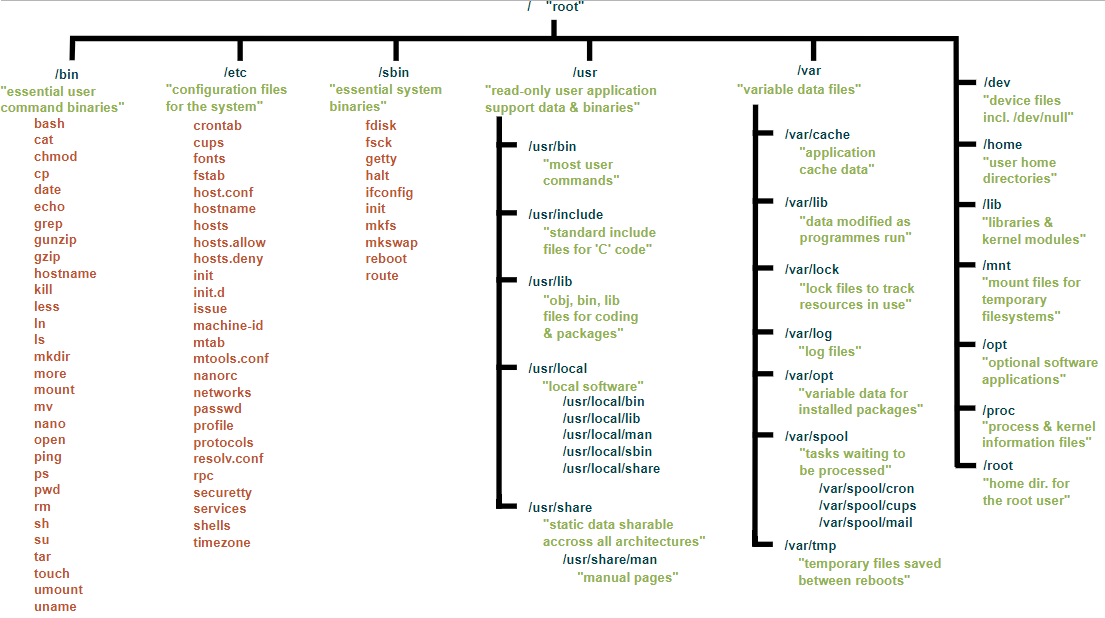 / "root"
/bin
"essential user
command binaries"
bash
cat
chmod
cp
date
echo
grep
gunzip
gzip
hostname
kill
less
ln
ls
mkdir
more
mount
mv
nano
open
ping
ps
pwd
rm
sh
su
tar
touch
umount
uname
/etc
"configuration files
for the system"
crontab
cups
fonts
fstab
host.conf
hostname
hosts
hosts.allow
hosts.deny
init
init.d
issue
machine-id
mtab
mtools.conf
nanorc
networks
passwd
profile
protocols
resolv.conf
rpc
securetty
services
shells
timezone
/sbin
"essential system
binaries"
fdisk
fsck
getty
halt
ifconfig
init
mkfs
mkswap
reboot
route
/usr
"read-only user application
support data & binaries"
/usr/bin
"most user
commands"
/usr/include
"standard include
files for 'C' code"
/usr/lib
"obj, bin, lib
files for coding
& packages"
/usr/local
"local software"
/usr/local/bin
/usr/local/lib
/usr/local/man
/usr/local/sbin
/usr/local/share
/usr/share
"static data sharable
accross all architectures"
/usr/share/man
"manual pages"
/var
"variable data files"
/var/cache
"application
cache data"
/var/lib
"data modified as
programmes run"
/var/lock
"lock files to track
resources in use"
/var/log
"log files"
/var/opt
"variable data for
installed packages"
/var/spool
"tasks waiting to
be processed"
/var/spool/cron
/var/spool/cups
/var/spool/mail
/var/tmp
"temporary files saved
between reboots"
/dev
"device files
incl. /dev/null"
/home
"user home
directories"
/lib
"libraries &
kernel modules"
/mnt
"mount files for
temporary
filesystems"
/opt
"optional software
applications"
/proc
"process & kernel
information files"
/root
"home dir. for
the root user"